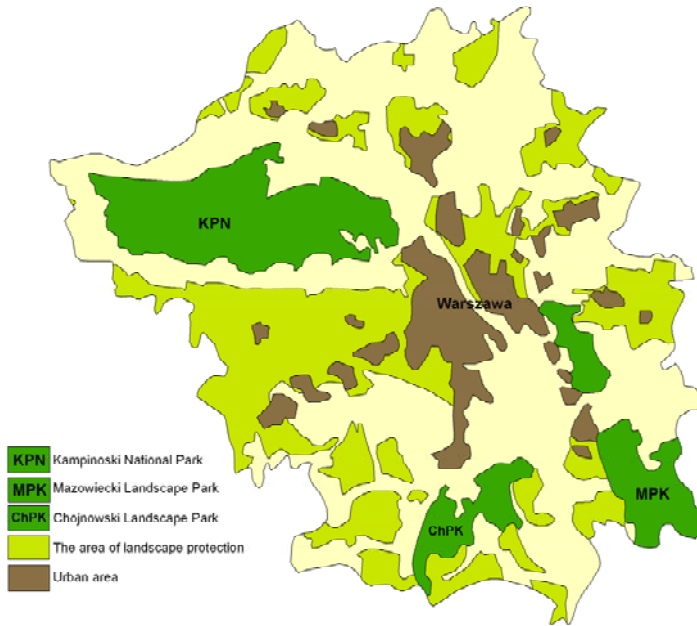 KPN
Warszawa
MPK
ChPK
KPN Kampinoski National Park
MPK Mazowiecki Landscape Park
ChPK Chojnowski Landscape Park
The area of landscape protection
Urban area